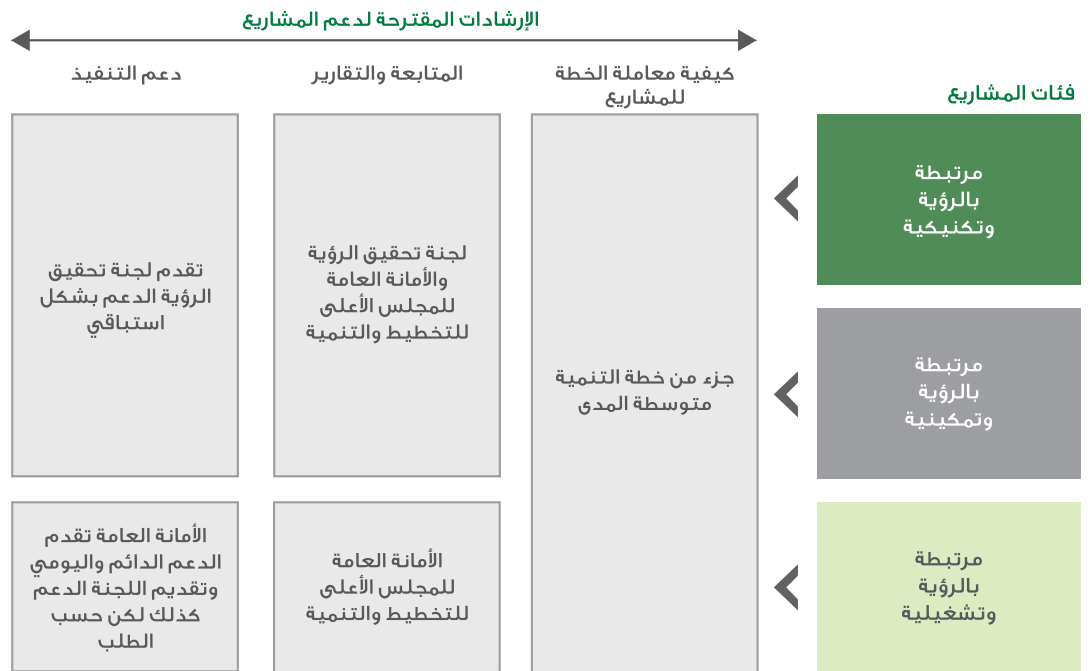 الإرشادات المقترحة لدعم المشاريع
فئات المشاريع
كيفية معاملة الخطة
للمشاريع
المتابعة والتقارير
دعم التنفيذ
مرتبطة
بالرؤية
وتكنيكية
مرتبطة
بالرؤية
وتمكينية
مرتبطة
بالرؤية
وتشغيلية
جزء من خطة التنمية
متوسطة المدى
لجنة تحقيق الرؤية
والأمانة العامة
للمجلس الأعلى
للتخطيط والتنمية
تقدم لجنة تحقيق
الرؤية الدعم بشكل
استباقي
الأمانة العامة
للمجلس الأعلى
للتخطيط والتنمية
الأمانة العامة تقدم
الدعم الدائم واليومي
وتقديم اللجنة الدعم
كذلك لكن حسب
الطلب